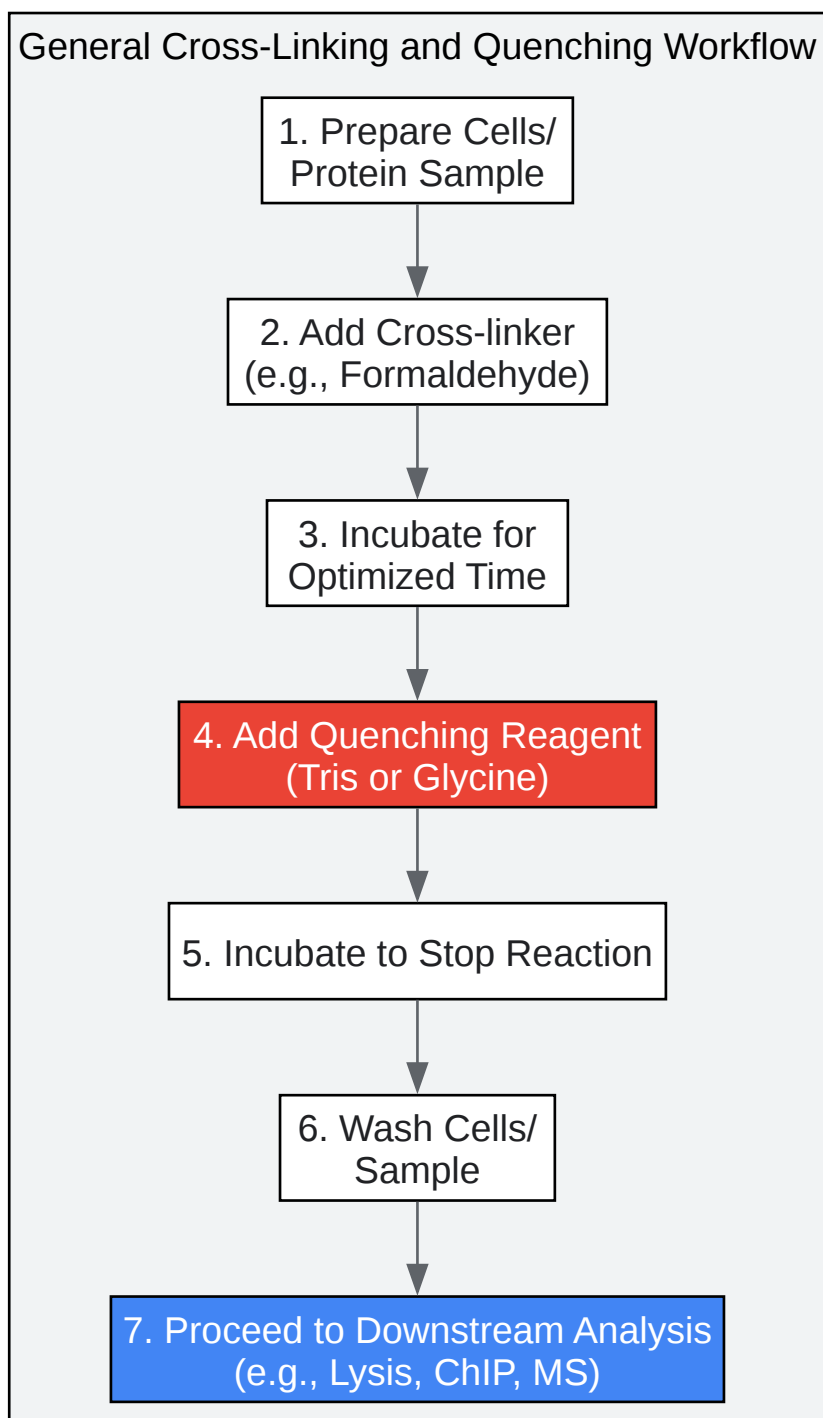 General Cross-Linking and Quenching Workflow
1. Prepare Cells/
Protein Sample
2. Add Cross-linker
(e.g., Formaldehyde)
3. Incubate for
Optimized Time
4. Add Quenching Reagent
(Tris or Glycine)
5. Incubate to Stop Reaction
6. Wash Cells/
Sample
7. Proceed to Downstream Analysis
(e.g., Lysis, ChIP, MS)